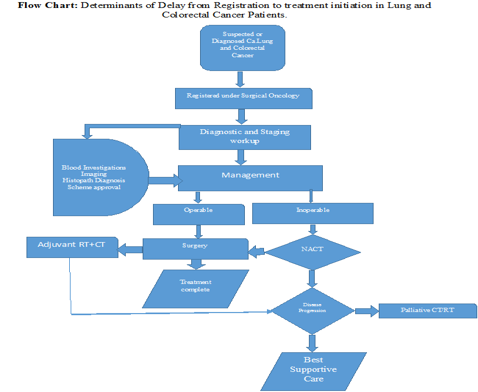 Flow Chart: Determinants of Delay from Registration to treatment initiation in Lung and
Colorectal Cancer Patients.
Suspected or
Diagnosed Ca.Lung
and Colorectal
Cancer
Registered under Surgical Oncology
Diagnostic and Staging
workup
Blood Investigations
Imaging
Histopath Diagnosis
Scheme approval
Management
Operable
Inoperable
Adjuvant RT+CT
Surgery
NACT
Treatment
complete
Disease
Progression
Palliative CT/RT
Best
Supportive
Care